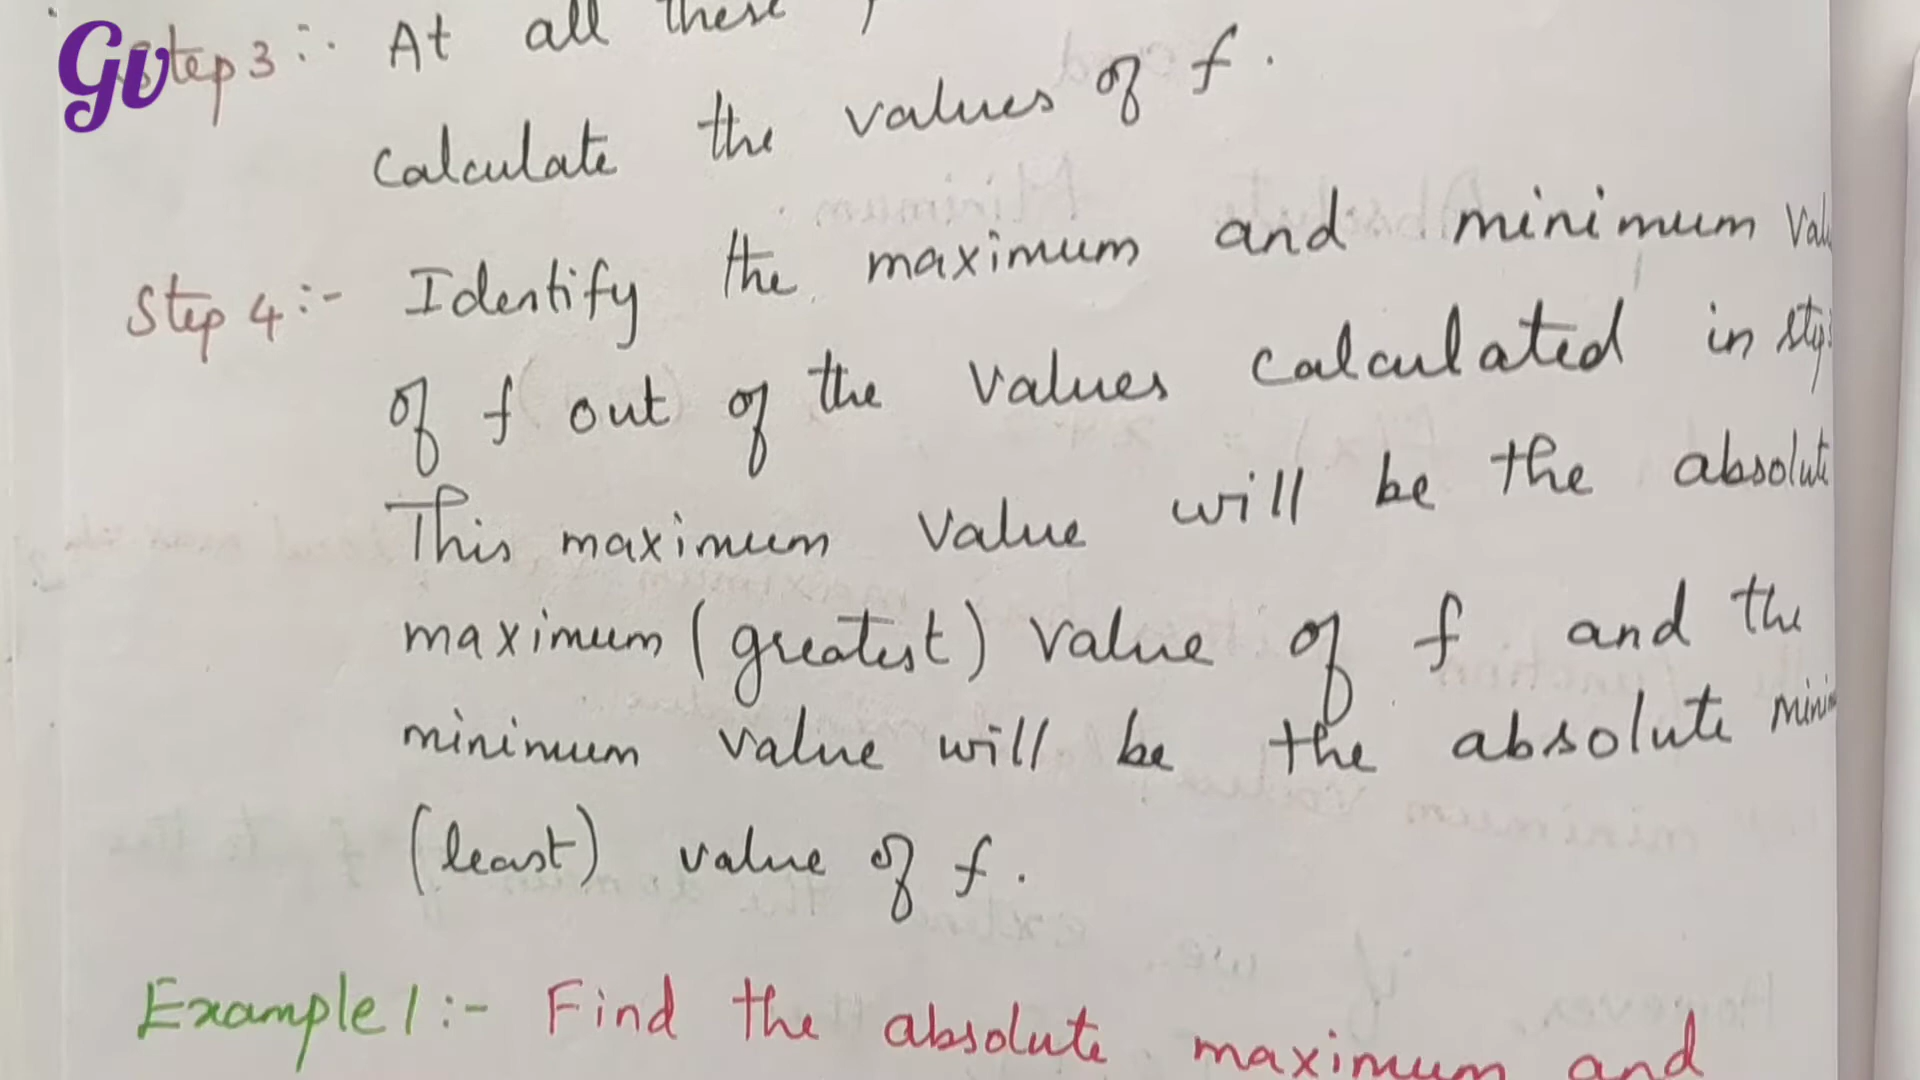 Gv
Step 3:- At all these
calculate the values of f.
Step 4:- Identify the maximum and minimum
of f out of the values calculated in
This maximum value will be the absolute
maximum (greatest) value of f and the
minimum value will be the absolute
(least) value of f.
Example 1:- Find the absolute maximum and